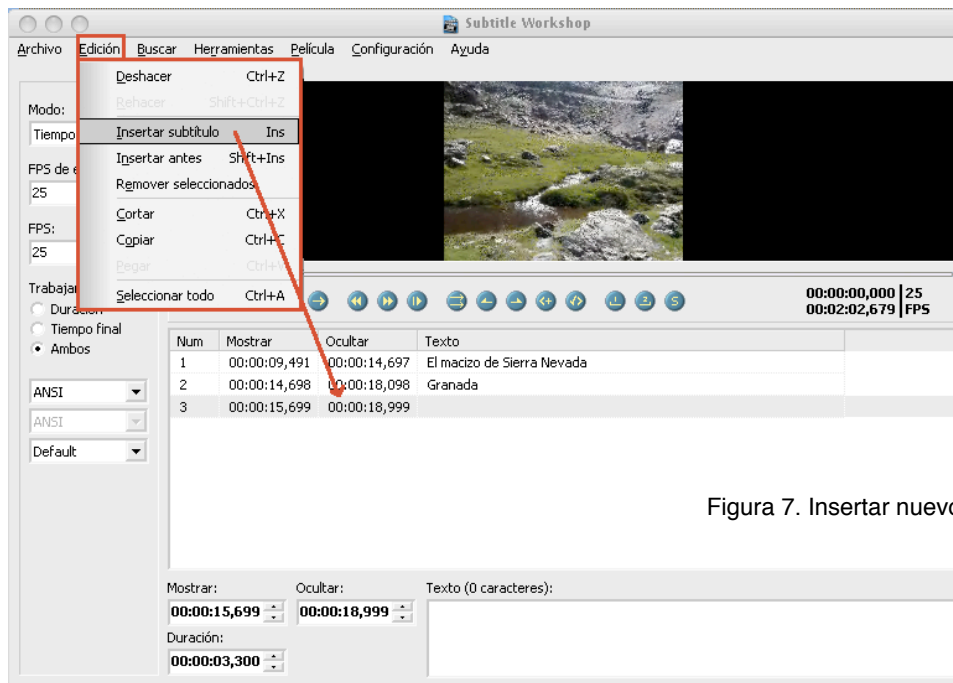 Subtitle Workshop
Archivo Edición Buscar Herramientas Película Configuración Ayuda
Deshacer Ctrl+Z
Rehacer Shift+Ctrl+Z
Insertar subtítulo Ins
Insertar antes Shift+Ins
Remover seleccionados
Cortar Ctrl+X
Copiar Ctrl+C
Pegar Ctrl+V
Seleccionar todo Ctrl+A
Modo:
Tiempo
FPS de e
25
FPS:
25
Trabajar
Duración
Tiempo final
Ambos
ANSI
ANSI
Default
00:00:00,000 25
00:02:02,679 FPS
Num Mostrar Ocultar Texto
1 00:00:09,491 00:00:14,697 El macizo de Sierra Nevada
2 00:00:14,698 00:00:18,098 Granada
3 00:00:15,699 00:00:18,999
Figura 7. Insertar nuevo
Mostrar: Ocultar: Texto (0 caracteres):
00:00:15,699 00:00:18,999
Duración:
00:00:03,300